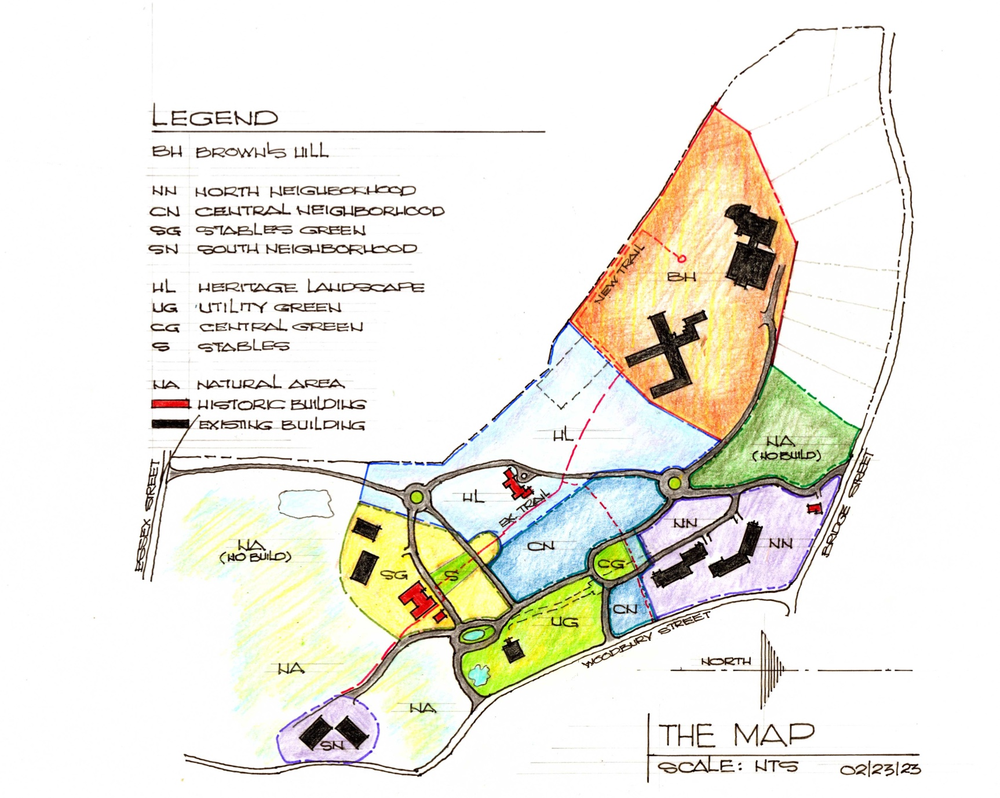 LEGEND
BH BROWN'S HILL
NN NORTH NEIGHBORHOOD
CN CENTRAL NEIGHBORHOOD
SG STABLES GREEN
SN SOUTH NEIGHBORHOOD
HL HERITAGE LANDSCAPE
UG UTILITY GREEN
CG CENTRAL GREEN
S STABLES
NA NATURAL AREA
HISTORIC BUILDING
EXISTING BUILDING
NEW TRAIL
BH
HL
NA
(NO BUILD)
ESSEX STREET
HL
EX. TRAIL
BRIDGE STREET
NN
NN
CN
NA
(NO BUILD)
CG
SG
S
CN
UG
WOODBURY STREET
NORTH
NA
NA
SN
THE MAP
SCALE: NTS
02/23/23